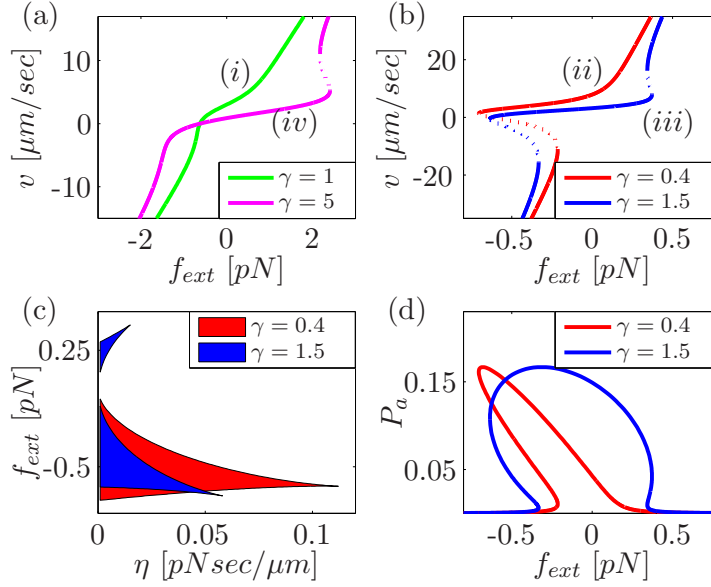 (a)
10
0
-10
v [μm/sec]
(i)
(iv)
γ = 1
γ = 5
-2
0
2
f_ext [pN]
(b)
20
0
-20
v [μm/sec]
(ii)
(iii)
γ = 0.4
γ = 1.5
-0.5
0
0.5
f_ext [pN]
(c)
γ = 0.4
γ = 1.5
0.25
-0.5
f_ext [pN]
0
0.05
0.1
η [pNsec/μm]
(d)
γ = 0.4
γ = 1.5
0.15
0.05
P_a
-0.5
0
0.5
f_ext [pN]